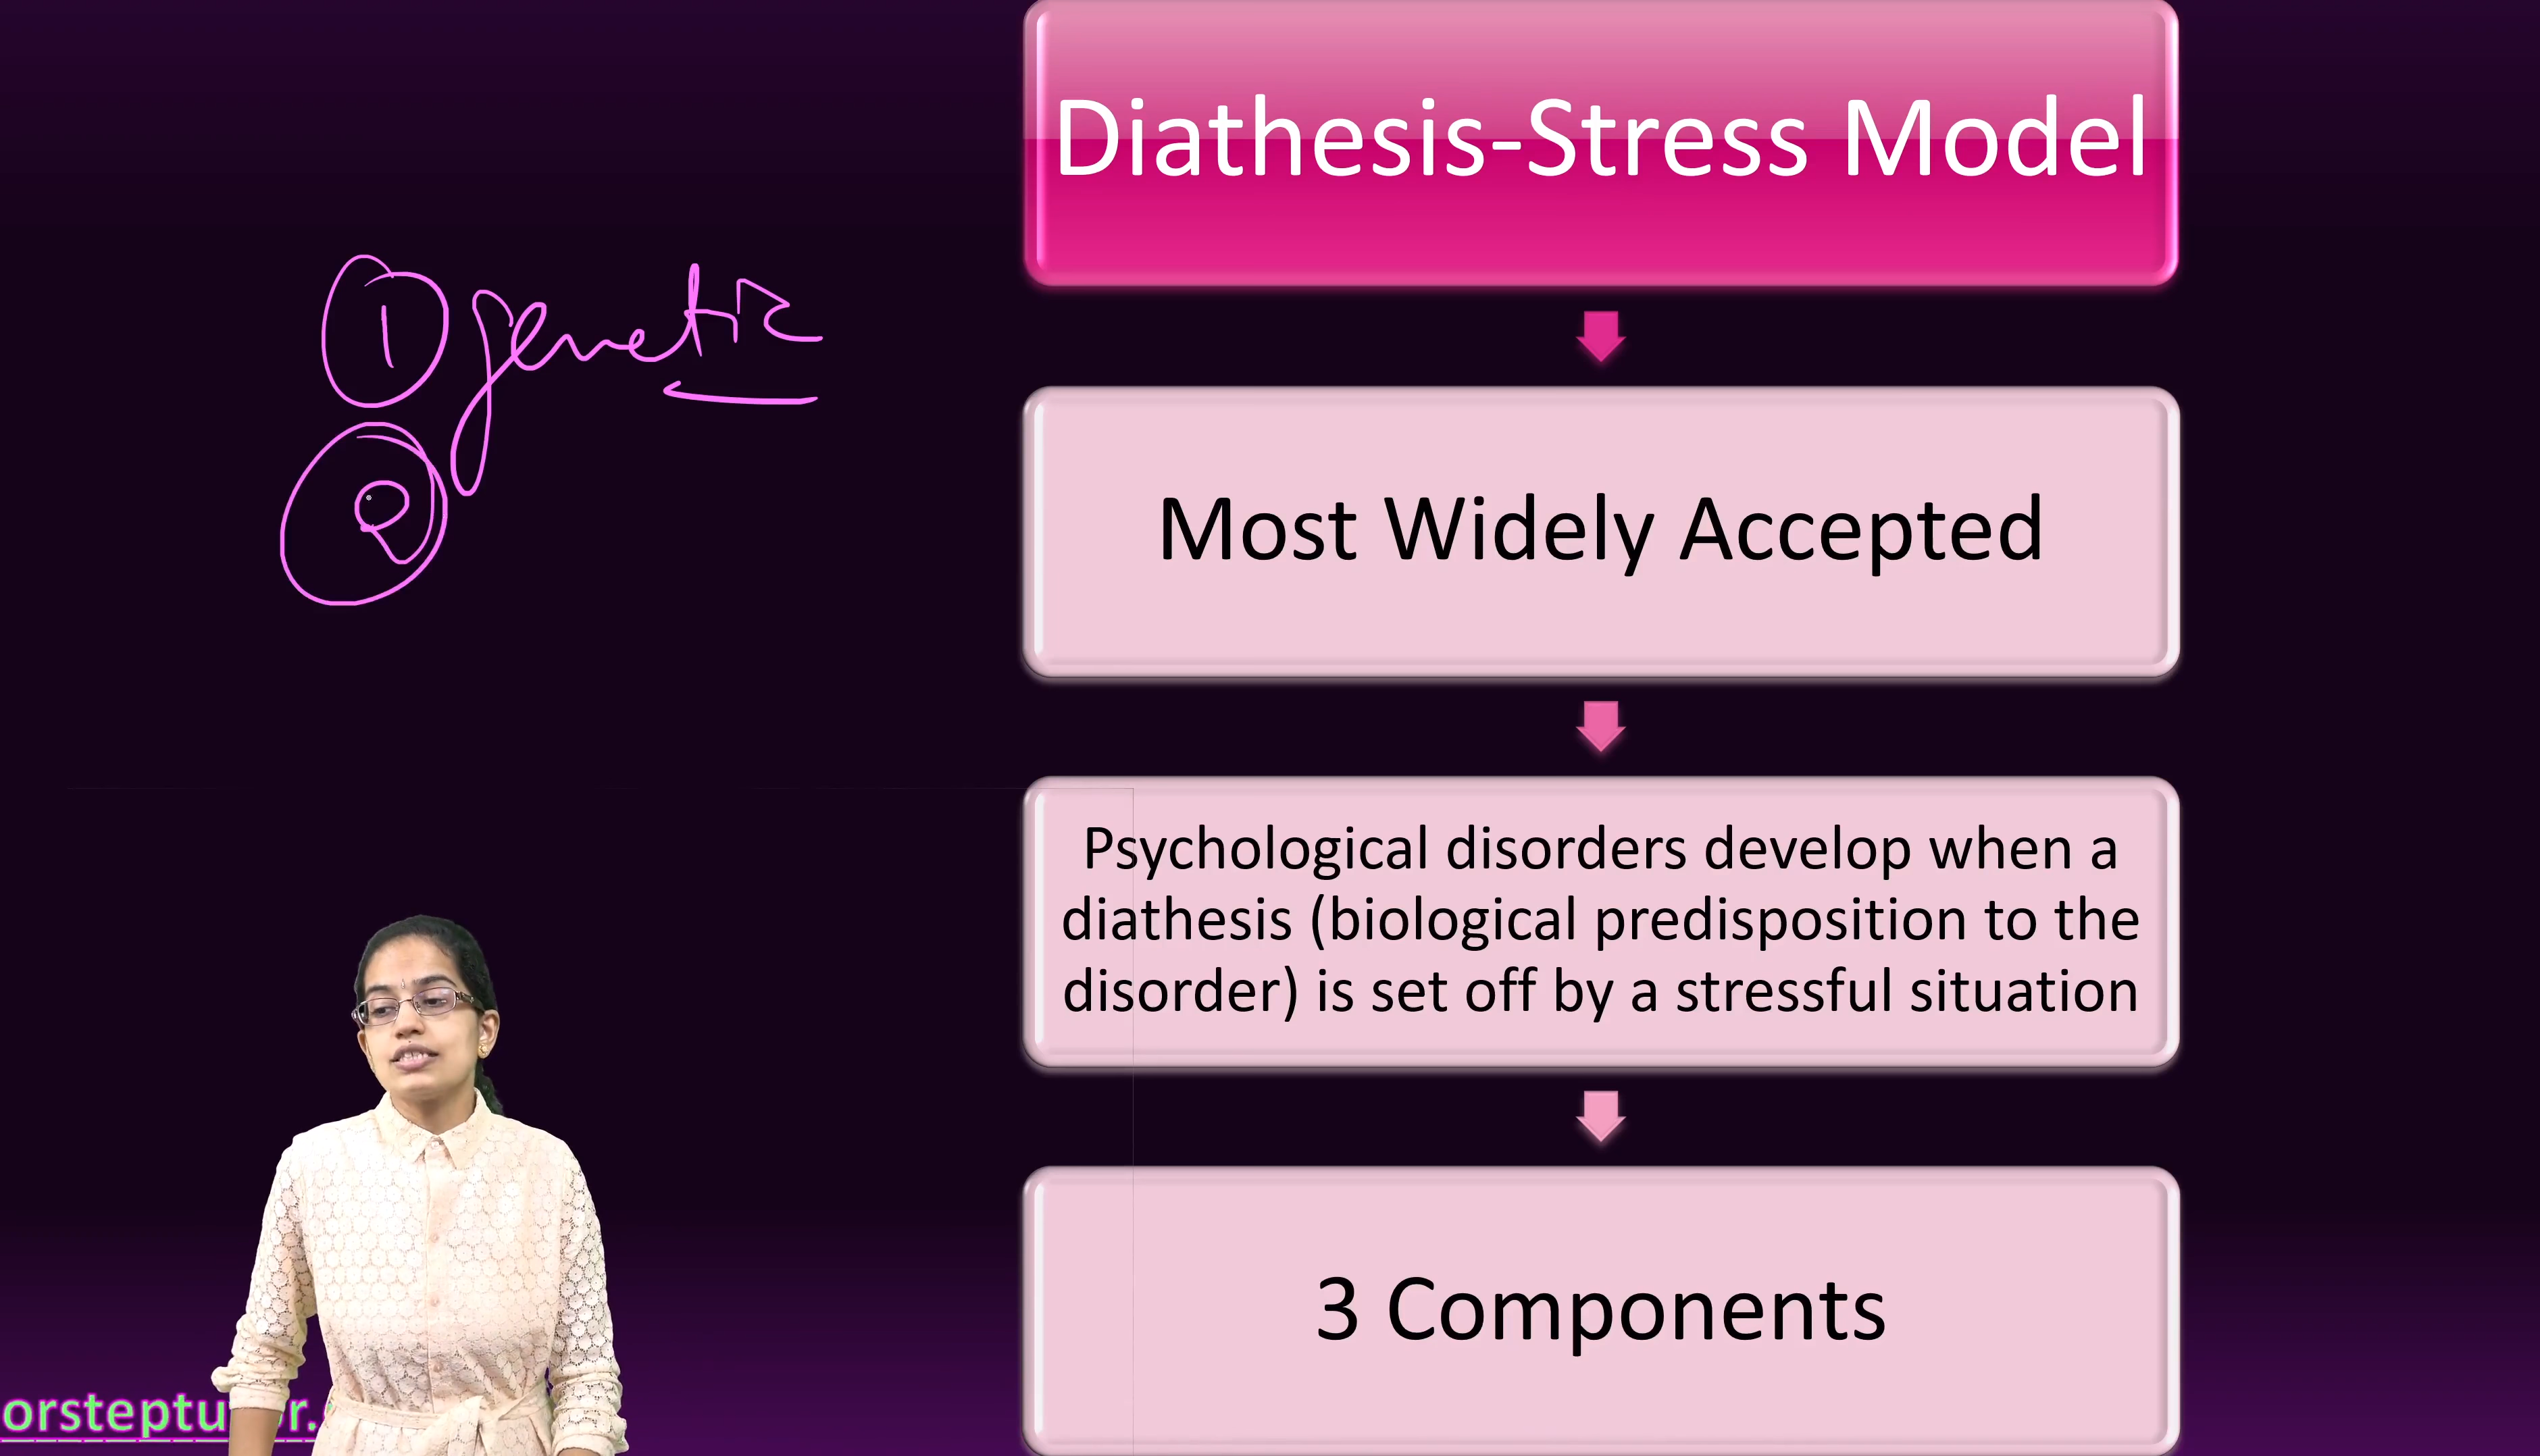 Diathesis-Stress Model
① genetic
②
Most Widely Accepted
Psychological disorders develop when a
diathesis (biological predisposition to the
disorder) is set off by a stressful situation
3 Components